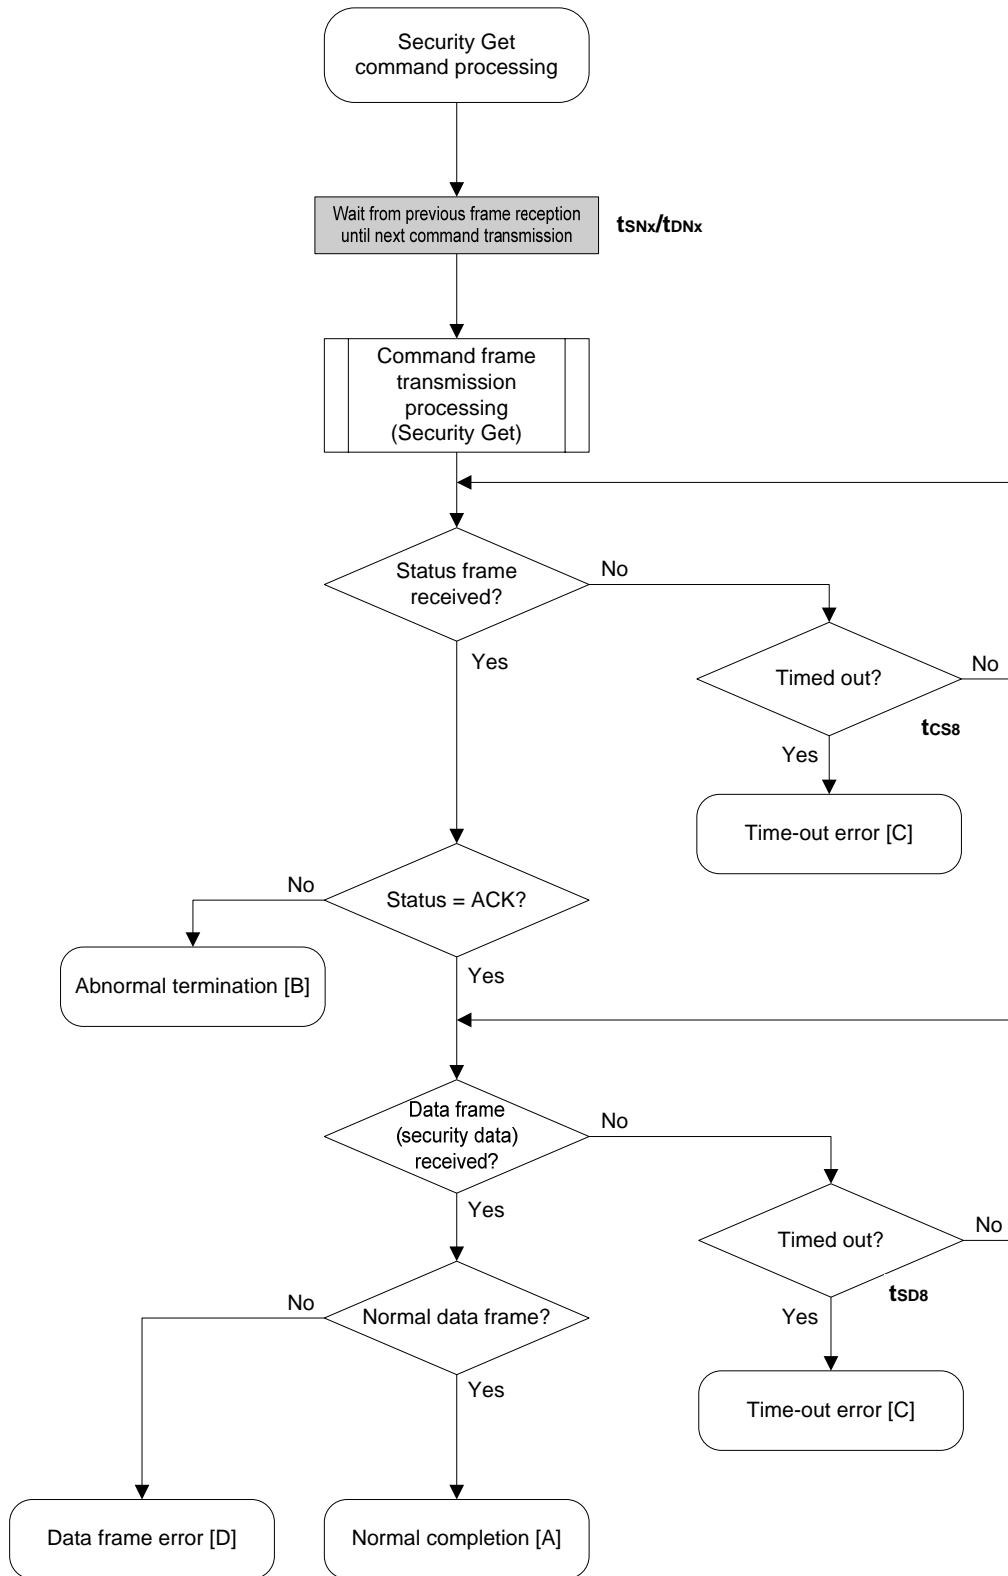 Security Get
command processing
Wait from previous frame reception
until next command transmission
tSNx/tDNx
Command frame
transmission
processing
(Security Get)
Status frame
received?
No
Yes
Timed out?
No
tCS8
Yes
Time-out error [C]
No
Status = ACK?
Abnormal termination [B]
Yes
Data frame
(security data)
received?
No
Yes
Timed out?
No
tSD8
No
Normal data frame?
Yes
Yes
Time-out error [C]
Data frame error [D]
Normal completion [A]